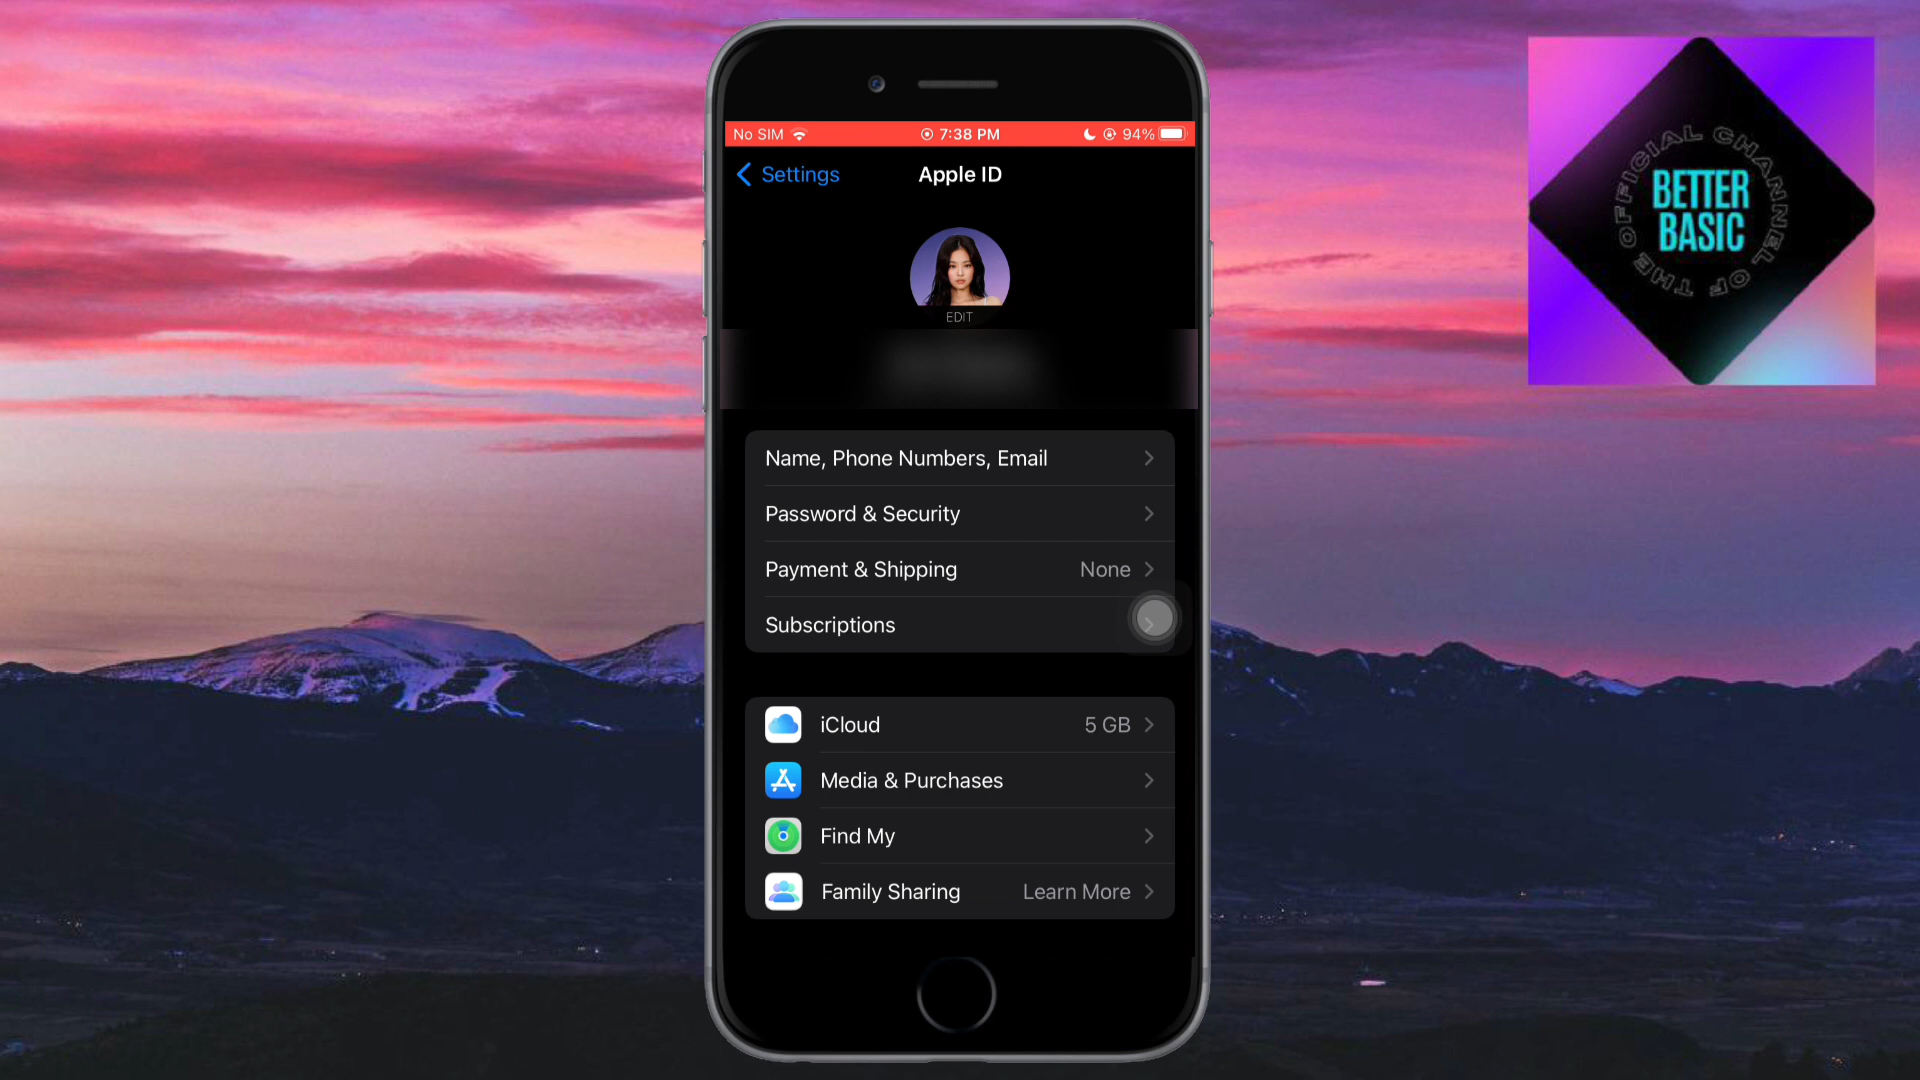 No SIM 7:38 PM 94%
Settings Apple ID
EDIT
Name, Phone Numbers, Email
Password & Security
Payment & Shipping None
Subscriptions
iCloud 5 GB
Media & Purchases
Find My
Family Sharing Learn More
OFFICIAL CHANNEL OF THE
BETTER
BASIC